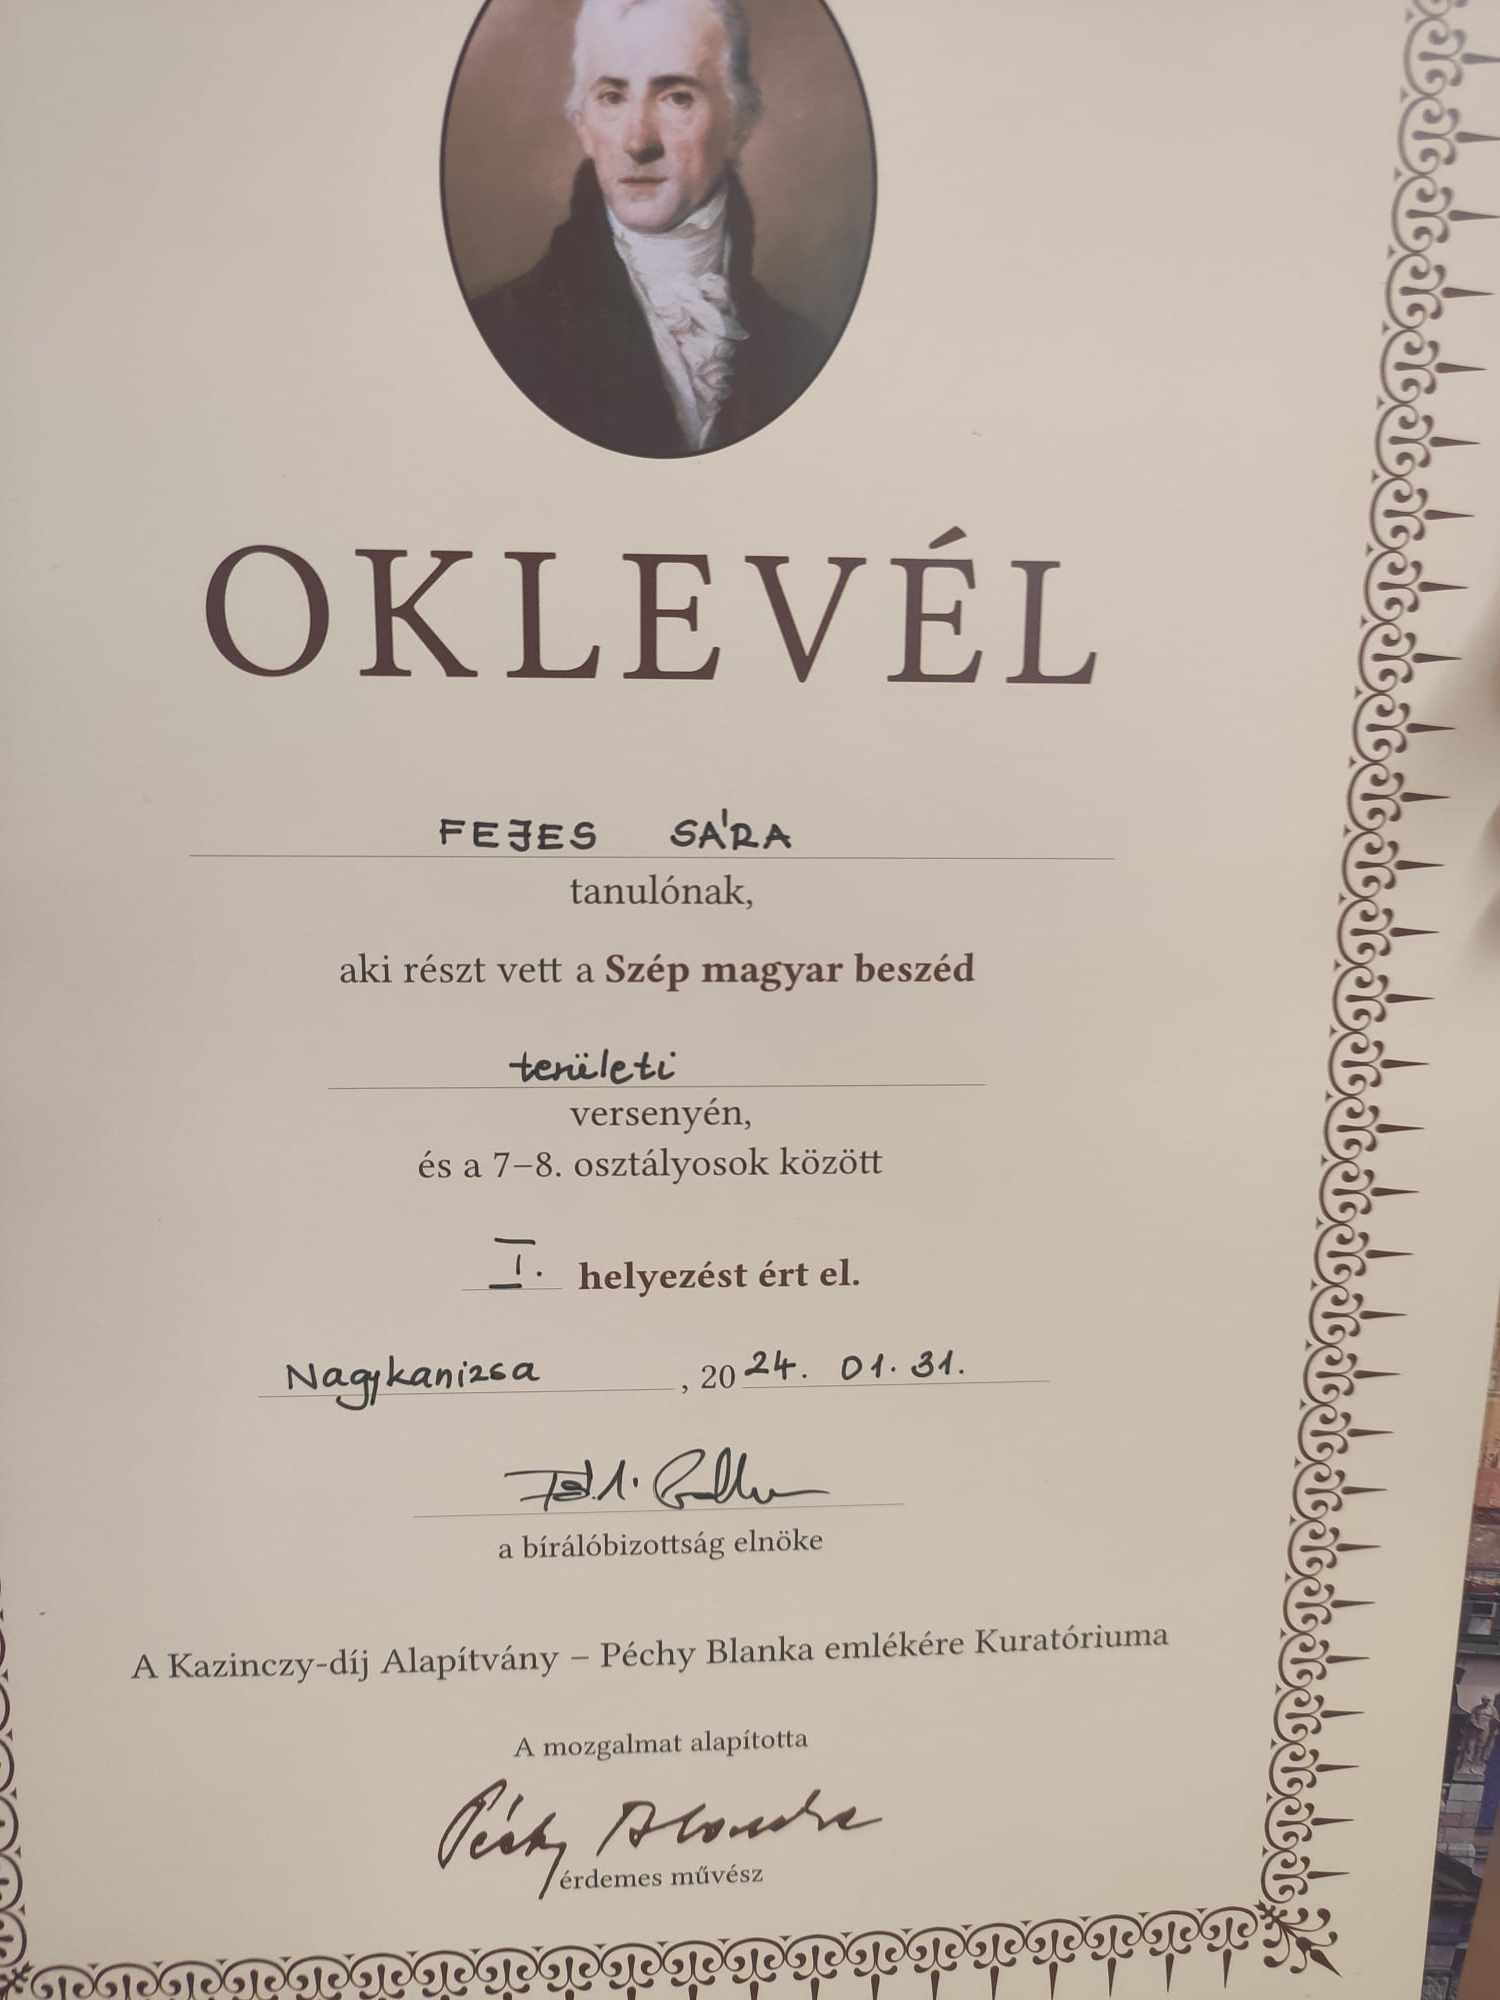 OKLEVÉL
FEJES SÁRA
tanulónak,
aki részt vett a Szép magyar beszéd
területi
versenyén,
és a 7–8. osztályosok között
I. helyezést ért el.
Nagykanizsa, 2024. 01. 31.
a bírálóbizottság elnöke
A Kazinczy-díj Alapítvány – Péchy Blanka emlékére Kuratóriuma
A mozgalmat alapította
Péchy Blanka
érdemes művész